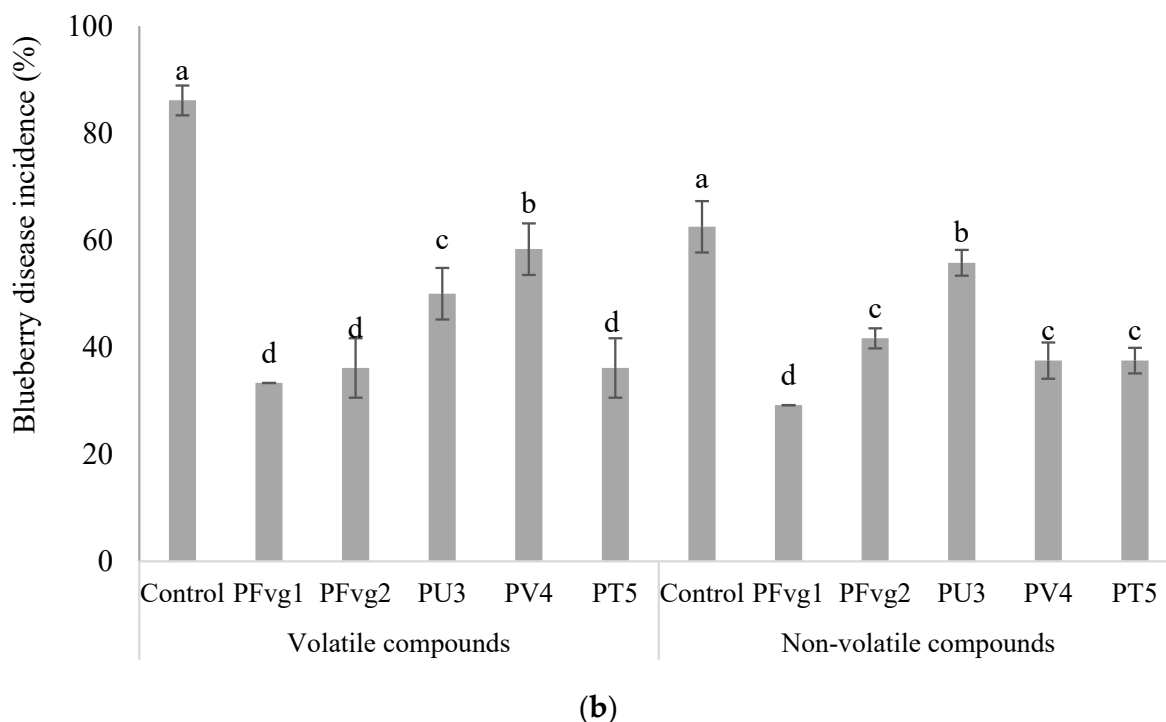 Blueberry disease incidence (%)
100
80
60
40
20
0
a
d
d
c
b
d
a
d
c
b
c
c
Control PFvg1 PFvg2 PU3 PV4 PT5 Control PFvg1 PFvg2 PU3 PV4 PT5
Volatile compounds Non-volatile compounds
(b)